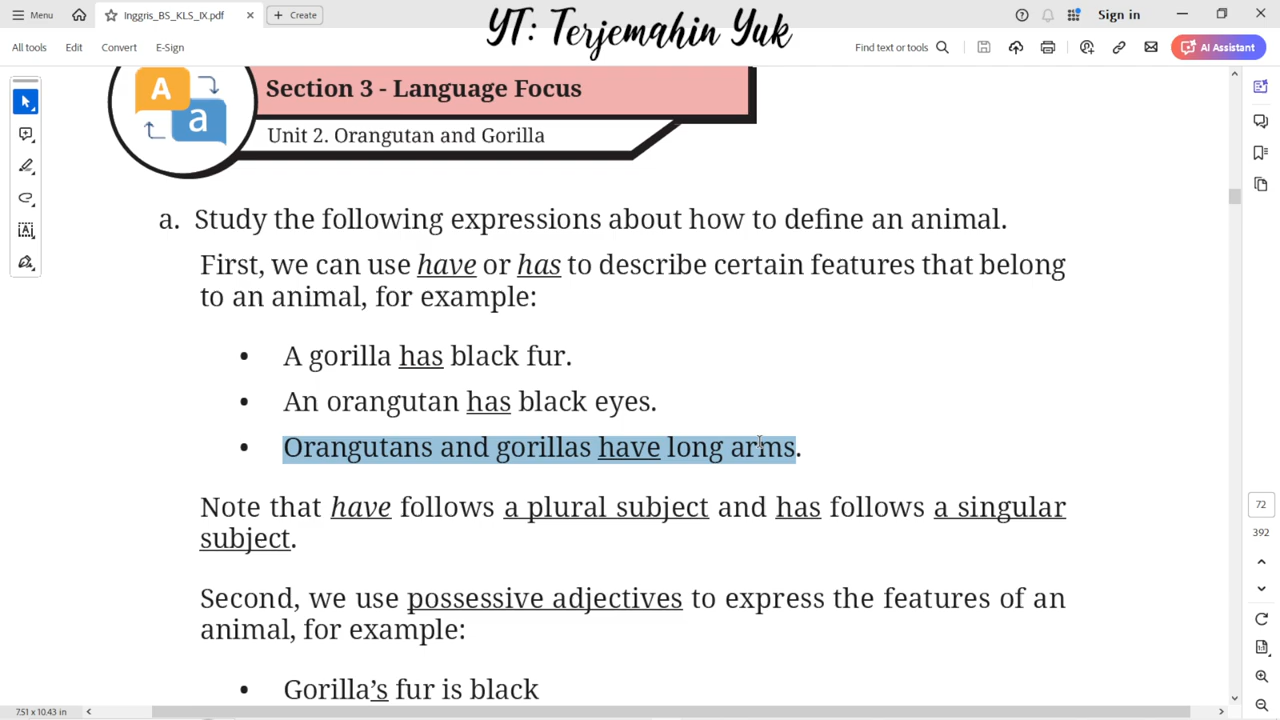 Menu
Inggris_BS_KLS_IX.pdf
Create
YT: Terjemahin Yuk
Sign in
All tools
Edit
Convert
E-Sign
Find text or tools
AI Assistant
A
a
Section 3 - Language Focus
Unit 2. Orangutan and Gorilla
a. Study the following expressions about how to define an animal.
First, we can use have or has to describe certain features that belong
to an animal, for example:
• A gorilla has black fur.
• An orangutan has black eyes.
• Orangutans and gorillas have long arms.
Note that have follows a plural subject and has follows a singular
subject.
Second, we use possessive adjectives to express the features of an
animal, for example:
• Gorilla’s fur is black
72
392
7.51 x 10.43 in